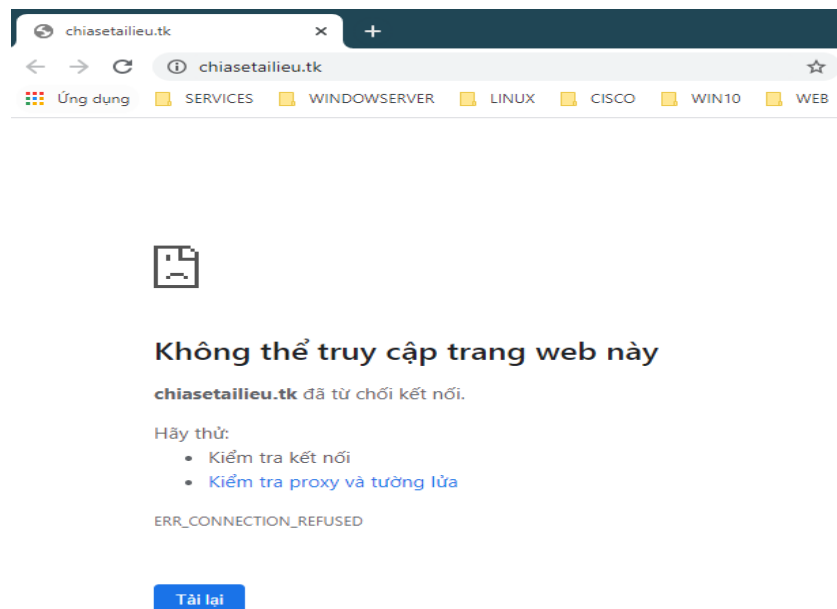 chiasetailieu.tk
chiasetailieu.tk
Ứng dụng SERVICES WINDOWSERVER LINUX CISCO WIN10 WEB
Không thể truy cập trang web này
chiasetailieu.tk đã từ chối kết nối.
Hãy thử:
• Kiểm tra kết nối
• Kiểm tra proxy và tường lửa
ERR_CONNECTION_REFUSED
Tải lại